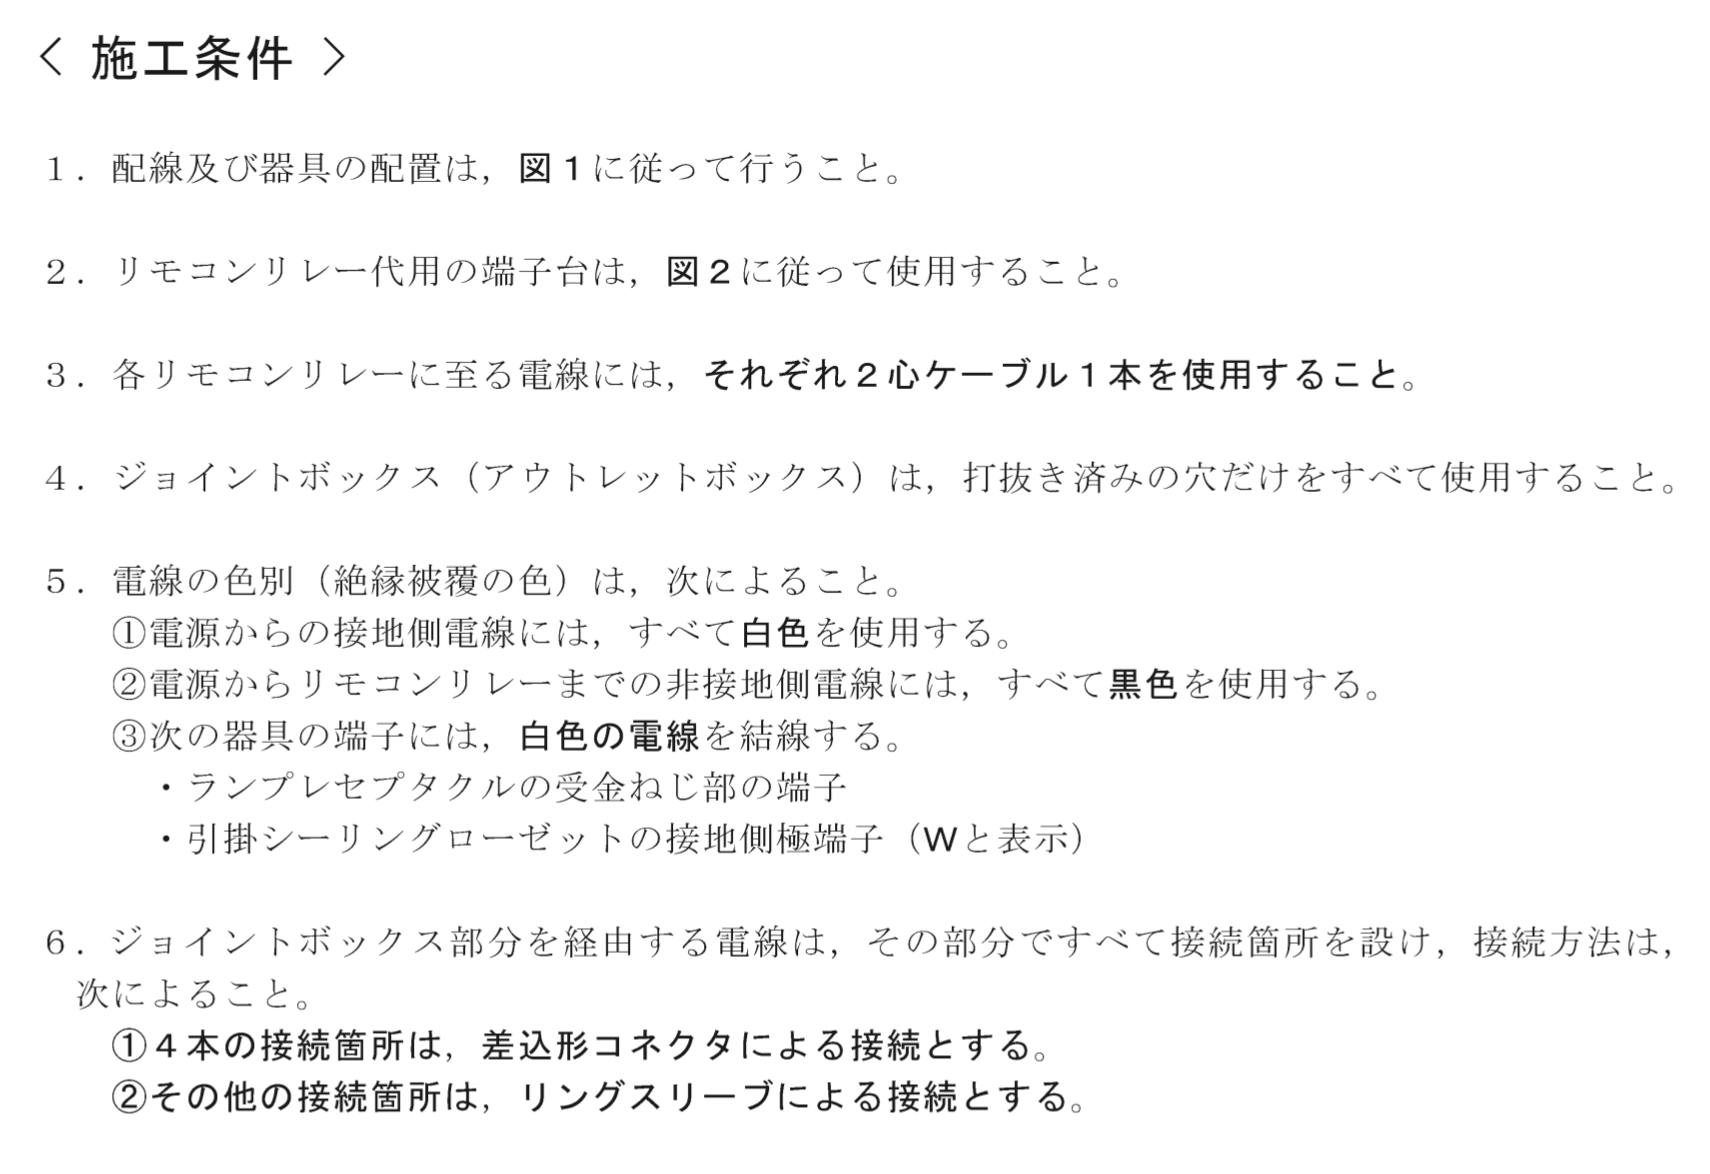 〈 施工条件 〉
１．配線及び器具の配置は，図１に従って行うこと。
２．リモコンリレー代用の端子台は，図２に従って使用すること。
３．各リモコンリレーに至る電線には，それぞれ２心ケーブル１本を使用すること。
４．ジョイントボックス（アウトレットボックス）は，打抜き済みの穴だけをすべて使用すること。
５．電線の色別（絶縁被覆の色）は，次によること。
①電源からの接地側電線には，すべて白色を使用する。
②電源からリモコンリレーまでの非接地側電線には，すべて黒色を使用する。
③次の器具の端子には，白色の電線を結線する。
・ランプレセプタクルの受金ねじ部の端子
・引掛シーリングローゼットの接地側極端子（Ｗと表示）
６．ジョイントボックス部分を経由する電線は，その部分ですべて接続箇所を設け，接続方法は，
次によること。
①４本の接続箇所は，差込形コネクタによる接続とする。
②その他の接続箇所は，リングスリーブによる接続とする。